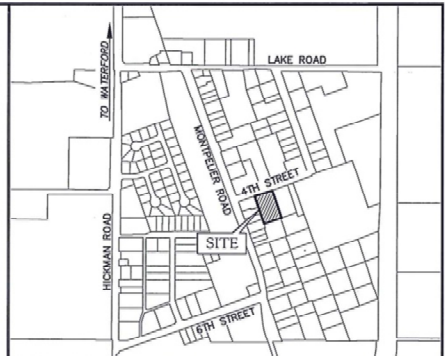 LAKE ROAD
TO WATERFORD
MONTPELIER ROAD
4TH STREET
HICKMAN ROAD
SITE
6TH STREET